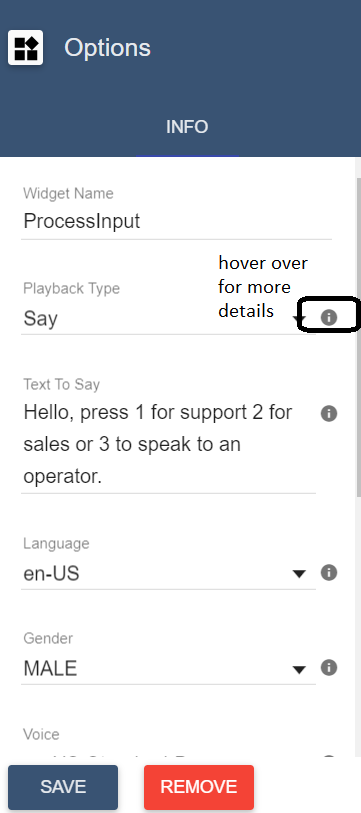 Options
INFO
Widget Name
ProcessInput
hover over
for more
details
Playback Type
Say
Text To Say
Hello, press 1 for support 2 for
sales or 3 to speak to an
operator.
Language
en-US
Gender
MALE
Voice
SAVE
REMOVE